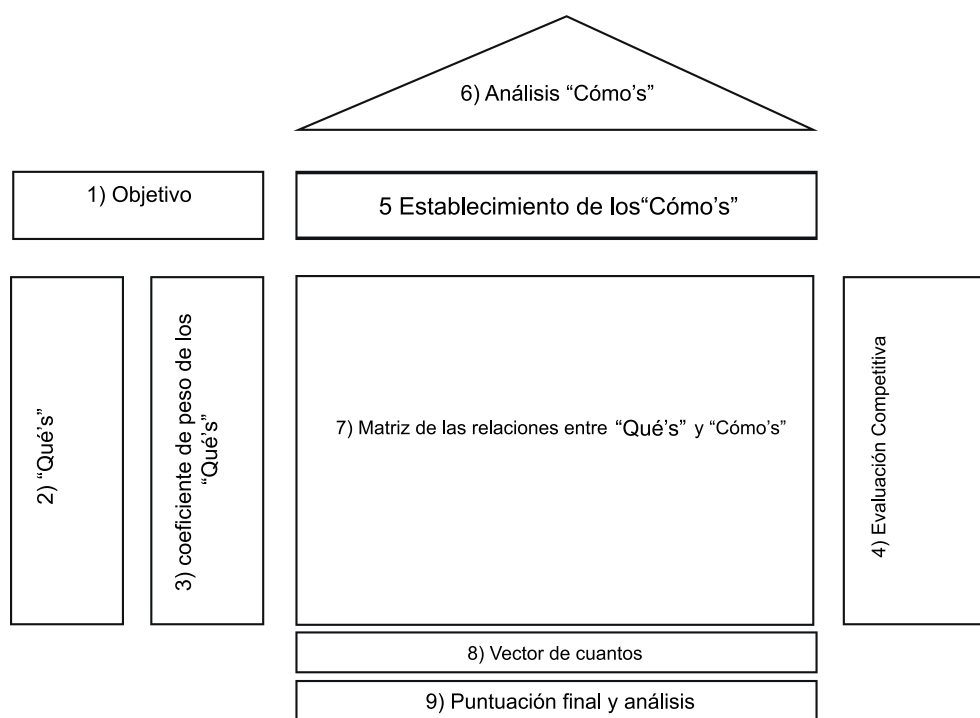 6) Análisis “Cómo’s”
1) Objetivo
5 Establecimiento de los“Cómo’s”
2) “Qué’s”
3) coeficiente de peso de los
“Qué’s”
7) Matriz de las relaciones entre “Qué’s” y “Cómo’s”
4) Evaluación Competitiva
8) Vector de cuantos
9) Puntuación final y análisis